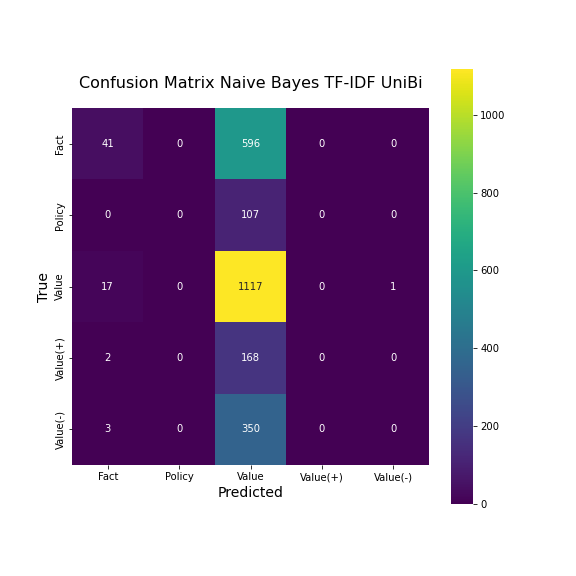 Confusion Matrix Naive Bayes TF-IDF UniBi
True
Fact 41 0 596 0 0
Policy 0 0 107 0 0
Value 17 0 1117 0 1
Value(+) 2 0 168 0 0
Value(-) 3 0 350 0 0
Fact Policy Value Value(+) Value(-)
Predicted
1000
800
600
400
200
0